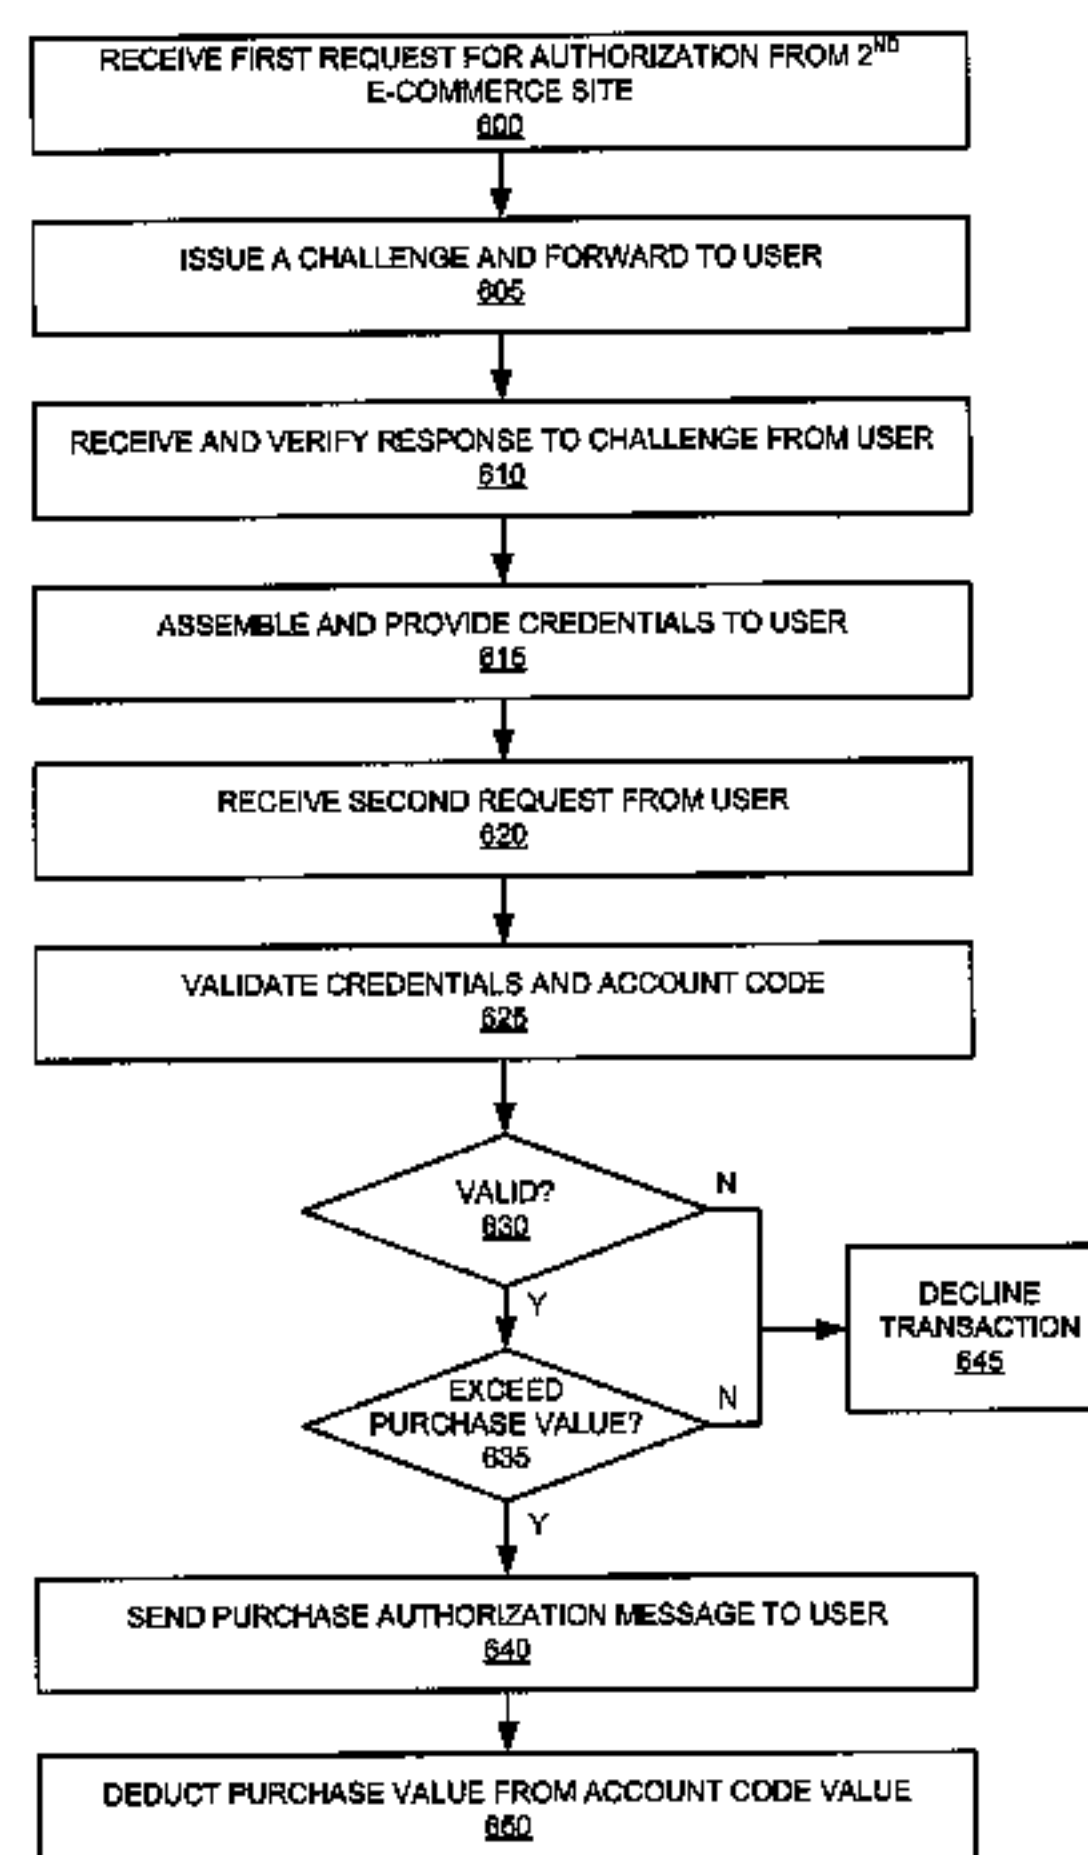 RECEIVE FIRST REQUEST FOR AUTHORIZATION FROM 2ND
E-COMMERCE SITE
600
ISSUE A CHALLENGE AND FORWARD TO USER
605
RECEIVE AND VERIFY RESPONSE TO CHALLENGE FROM USER
610
ASSEMBLE AND PROVIDE CREDENTIALS TO USER
615
RECEIVE SECOND REQUEST FROM USER
620
VALIDATE CREDENTIALS AND ACCOUNT CODE
625
VALID?
630
N
Y
DECLINE
TRANSACTION
645
EXCEED
PURCHASE VALUE?
635
N
Y
SEND PURCHASE AUTHORIZATION MESSAGE TO USER
640
DEDUCT PURCHASE VALUE FROM ACCOUNT CODE VALUE
650